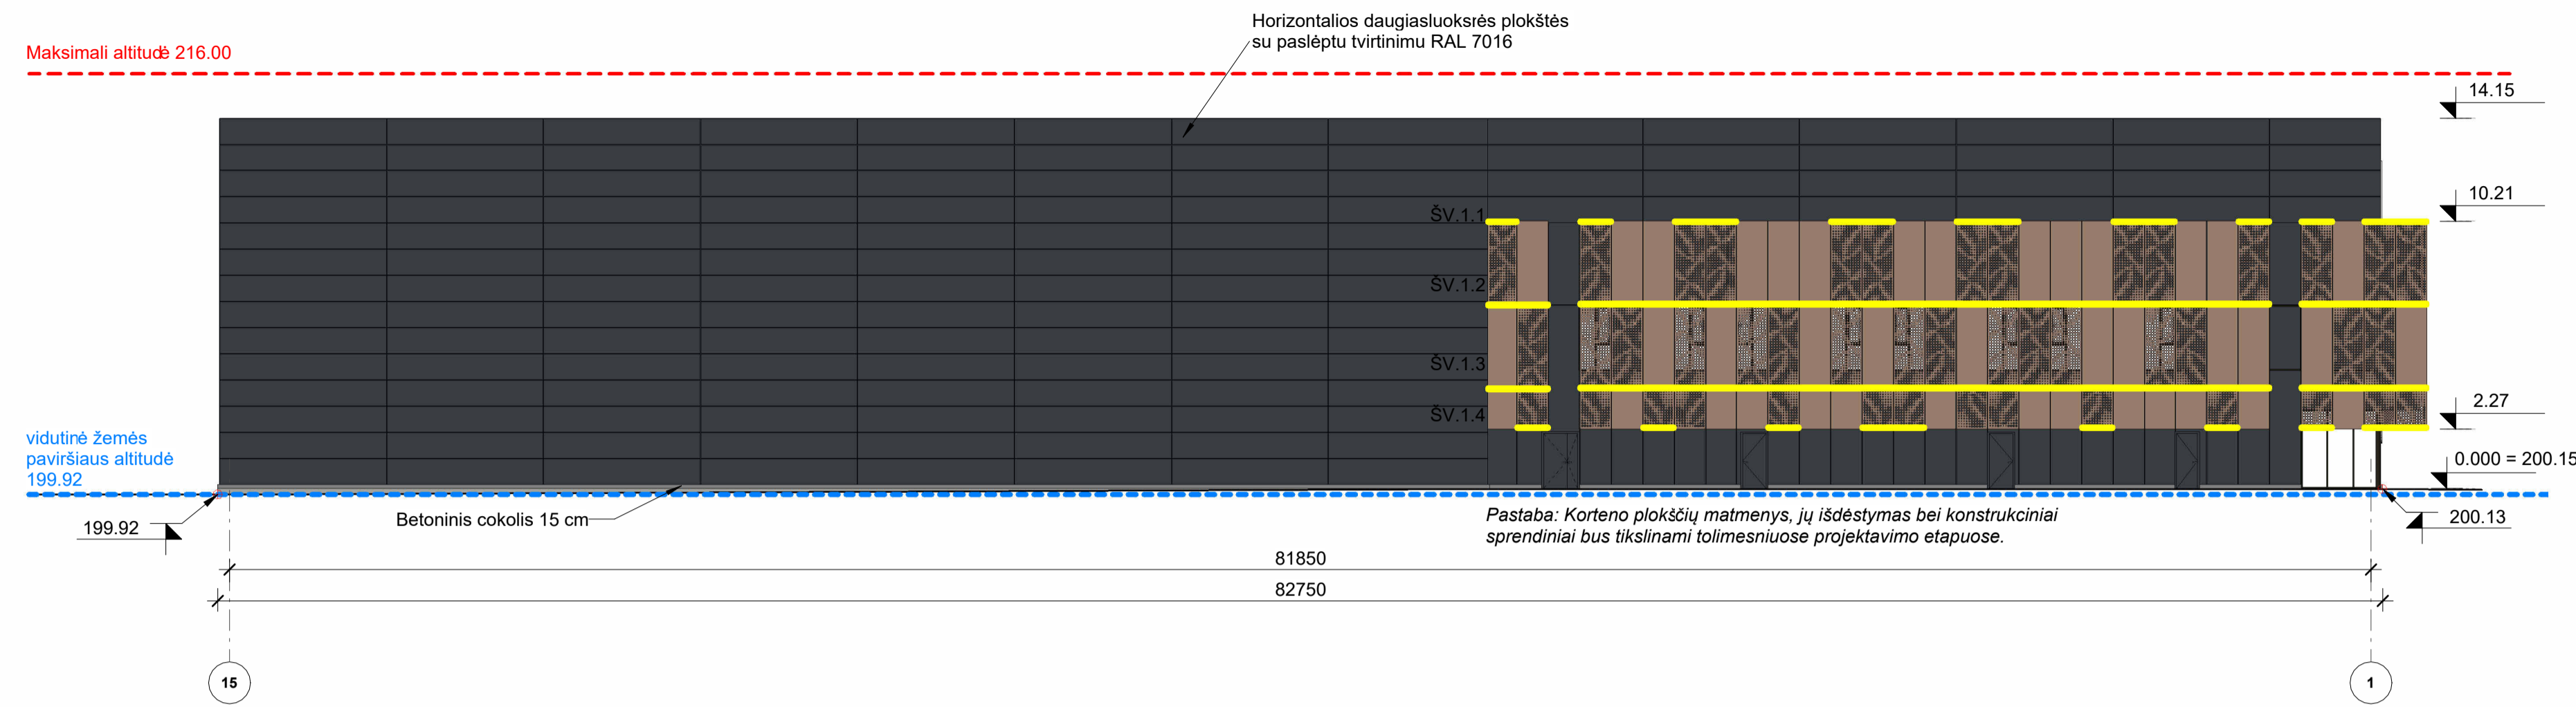 Horizontalios daugiasluoksnės plokštės
su paslėptu tvirtinimu RAL 7016
Maksimali altitudė 216.00
14.15
10.21
ŠV.1.1
ŠV.1.2
ŠV.1.3
ŠV.1.4
2.27
vidutinė žemės
paviršiaus altitudė
199.92
0.000 = 200.15
199.92
Betoninis cokolis 15 cm
Pastaba: Korteno plokščių matmenys, jų išdėstymas bei konstrukciniai
sprendiniai bus tikslinami tolimesniuose projektavimo etapuose.
200.13
81850
82750
15
1